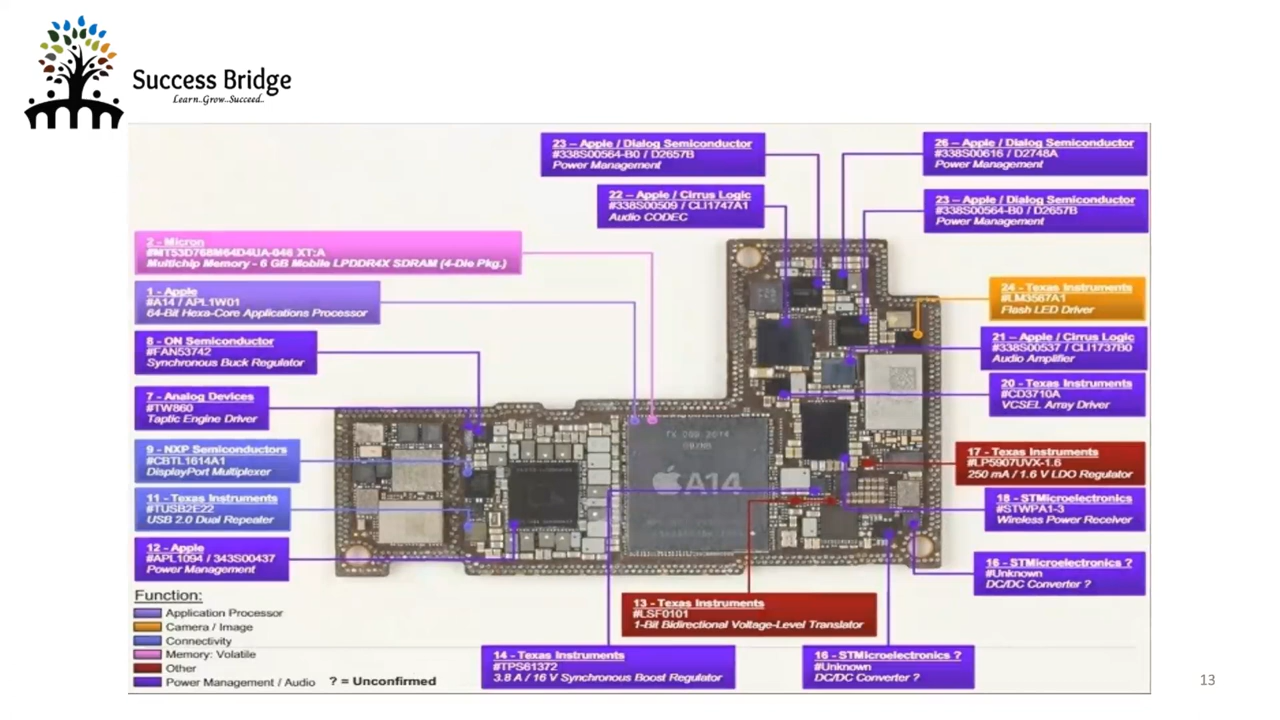 Success Bridge
Learn..Grow...Succeed..
23 – Apple / Dialog Semiconductor
#338S00564-B0 / D2657B
Power Management
26 – Apple / Dialog Semiconductor
#338S00616 / D2748A
Power Management
22 – Apple / Cirrus Logic
#338S00509 / CLI1747A1
Audio CODEC
23 – Apple / Dialog Semiconductor
#338S00564-B0 / D2657B
Power Management
2 - Micron
#MT53D768M64D4UA-046 XT:A
Multichip Memory - 6 GB Mobile LPDDR4X SDRAM (4-Die Pkg.)
1 - Apple
#A14 / APL1W01
64-Bit Hexa-Core Applications Processor
24 - Texas Instruments
#LM3567A1
Flash LED Driver
8 - ON Semiconductor
#FAN53742
Synchronous Buck Regulator
21 – Apple / Cirrus Logic
#338S00537 / CLI1737B0
Audio Amplifier
7 - Analog Devices
#TW860
Taptic Engine Driver
20 - Texas Instruments
#CD3710A
VCSEL Array Driver
9 - NXP Semiconductors
#CBTL1614A1
DisplayPort Multiplexer
17 - Texas Instruments
#LP5907UVX-1.6
250 mA / 1.6 V LDO Regulator
A14
11 - Texas Instruments
#TUSB2E22
USB 2.0 Dual Repeater
18 - STMicroelectronics
#STWPA1-3
Wireless Power Receiver
12 - Apple
#APL1094 / 343S00437
Power Management
16 - STMicroelectronics ?
#Unknown
DC/DC Converter ?
13 - Texas Instruments
#LSF0101
1-Bit Bidirectional Voltage-Level Translator
14 - Texas Instruments
#TPS61372
3.8 A / 16 V Synchronous Boost Regulator
16 - STMicroelectronics ?
#Unknown
DC/DC Converter ?
Function:
Application Processor
Camera / Image
Connectivity
Memory: Volatile
Other
Power Management / Audio
? = Unconfirmed
13